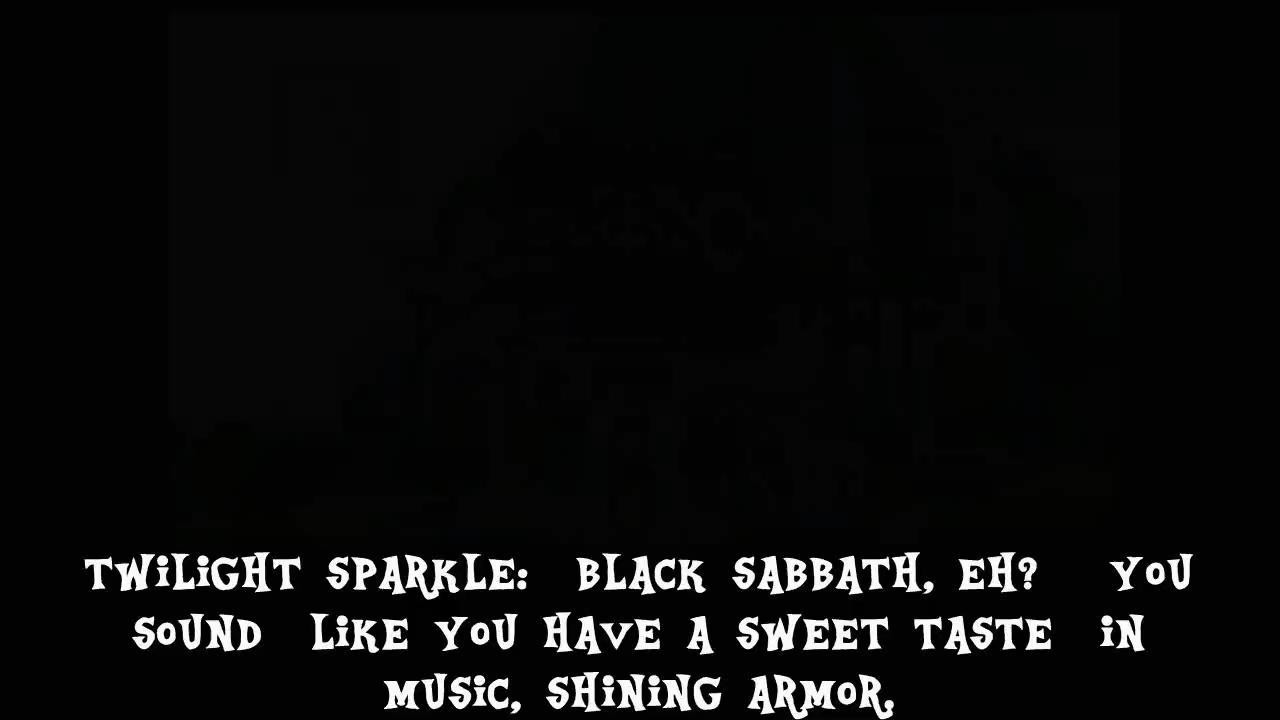 TWiLiGHT SPARKLE: BLACK SABBATH, EH? YoU
SoUND LiKE YoU HAVE A SWEET TASTE iN
MUSiC, SHiNiNG ARMoR.